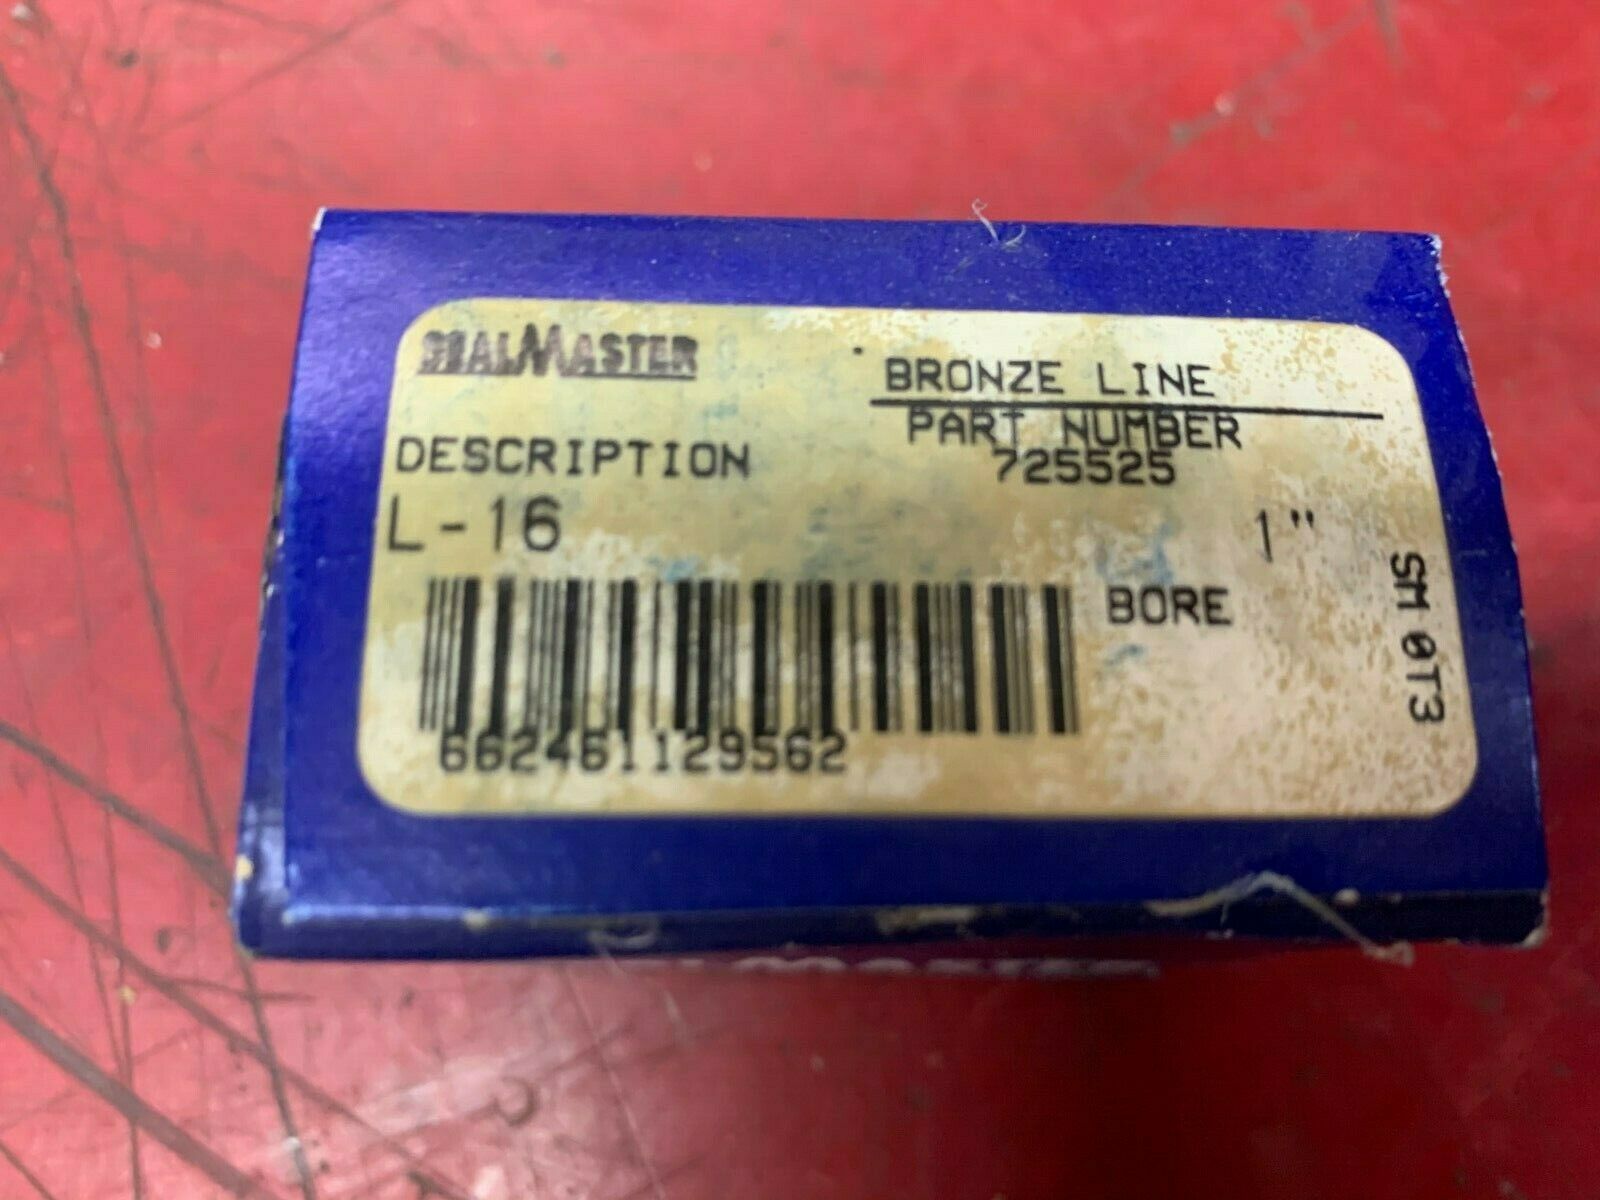 SEALMASTER
BRONZE LINE
PART NUMBER
725525
DESCRIPTION
L-16
1"
BORE
SM 0T3
662461129562